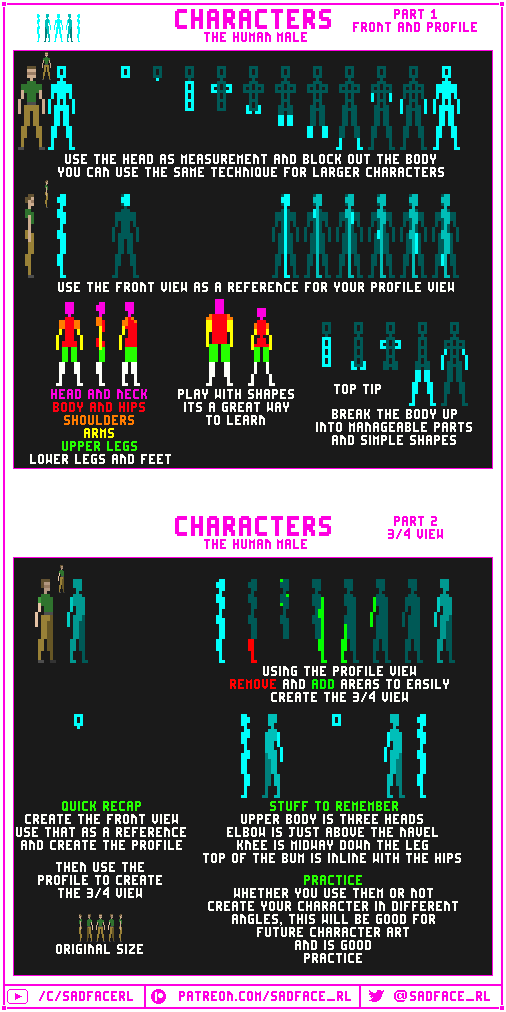 CHARACTERS
THE HUMAN MALE
PART 1
FRONT AND PROFILE
USE THE HEAD AS MEASUREMENT AND BLOCK OUT THE BODY
YOU CAN USE THE SAME TECHNIQUE FOR LARGER CHARACTERS
USE THE FRONT VIEW AS A REFERENCE FOR YOUR PROFILE VIEW
HEAD AND NECK
BODY AND HIPS
SHOULDERS
ARMS
UPPER LEGS
LOWER LEGS AND FEET
PLAY WITH SHAPES
ITS A GREAT WAY
TO LEARN
TOP TIP
BREAK THE BODY UP
INTO MANAGEABLE PARTS
AND SIMPLE SHAPES
CHARACTERS
THE HUMAN MALE
PART 2
3/4 VIEW
USING THE PROFILE VIEW
REMOVE AND ADD AREAS TO EASILY
CREATE THE 3/4 VIEW
QUICK RECAP
CREATE THE FRONT VIEW
USE THAT AS A REFERENCE
AND CREATE THE PROFILE
THEN USE THE
PROFILE TO CREATE
THE 3/4 VIEW
ORIGINAL SIZE
STUFF TO REMEMBER
UPPER BODY IS THREE HEADS
ELBOW IS JUST ABOVE THE NAVEL
KNEE IS MIDWAY DOWN THE LEG
TOP OF THE BUM IS INLINE WITH THE HIPS
PRACTICE
WHETHER YOU USE THEM OR NOT
CREATE YOUR CHARACTER IN DIFFERENT
ANGLES, THIS WILL BE GOOD FOR
FUTURE CHARACTER ART
AND IS GOOD
PRACTICE
/C/SADFACERL
PATREON.COM/SADFACE_RL
@SADFACE_RL